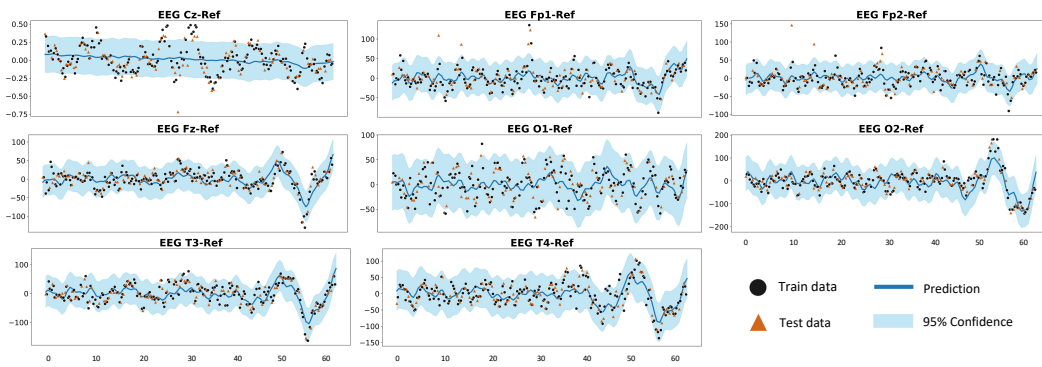 EEG Cz-Ref
0.50
0.25
0.00
−0.25
−0.50
−0.75
EEG Fp1-Ref
100
50
0
−50
EEG Fp2-Ref
150
100
50
0
−50
−100
EEG Fz-Ref
100
50
0
−50
−100
EEG O1-Ref
100
50
0
−50
EEG O2-Ref
200
100
0
−100
−200
0 10 20 30 40 50 60
EEG T3-Ref
100
0
−100
0 10 20 30 40 50 60
EEG T4-Ref
100
50
0
−50
−100
−150
0 10 20 30 40 50 60
Train data
Prediction
Test data
95% Confidence